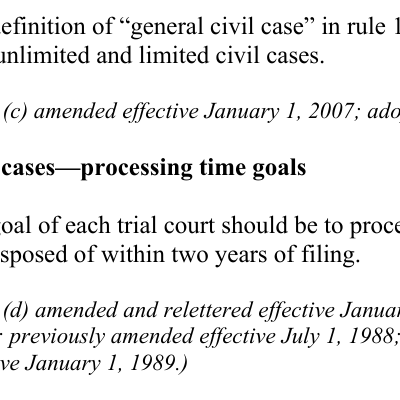 definition of “general civil case” in rule 1
unlimited and limited civil cases.
(c) amended effective January 1, 2007; ado
cases—processing time goals
goal of each trial court should be to proce
sposed of within two years of filing.
(d) amended and relettered effective Januar
: previously amended effective July 1, 1988;
ve January 1, 1989.)